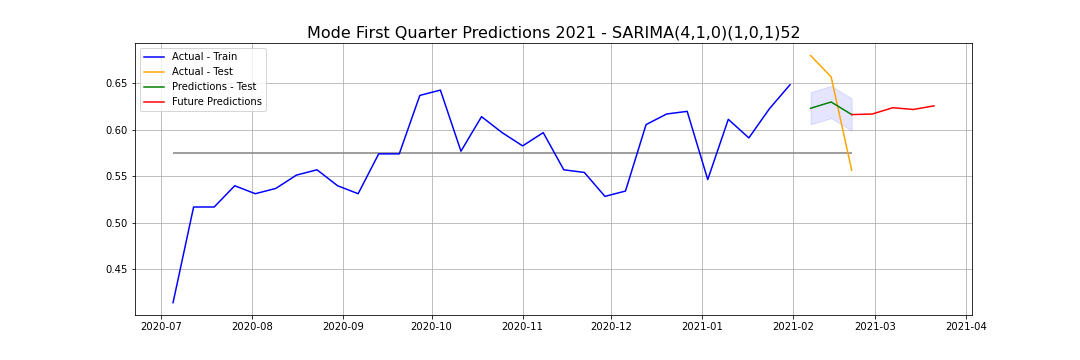 Mode First Quarter Predictions 2021 - SARIMA(4,1,0)(1,0,1)52
Actual - Train
Actual - Test
Predictions - Test
Future Predictions
0.65
0.60
0.55
0.50
0.45
2020-07 2020-08 2020-09 2020-10 2020-11 2020-12 2021-01 2021-02 2021-03 2021-04